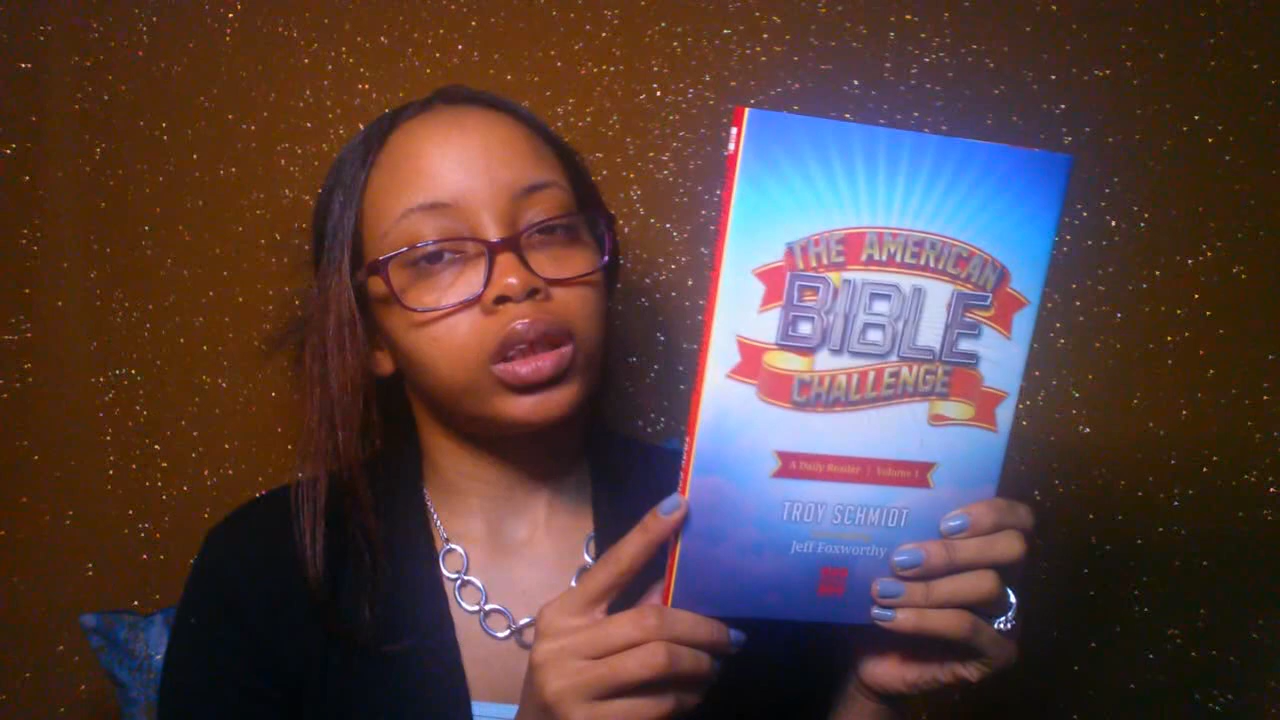 THE AMERICAN
BIBLE
CHALLENGE
A Daily Reader | Volume 1
TROY SCHMIDT
Jeff Foxworthy